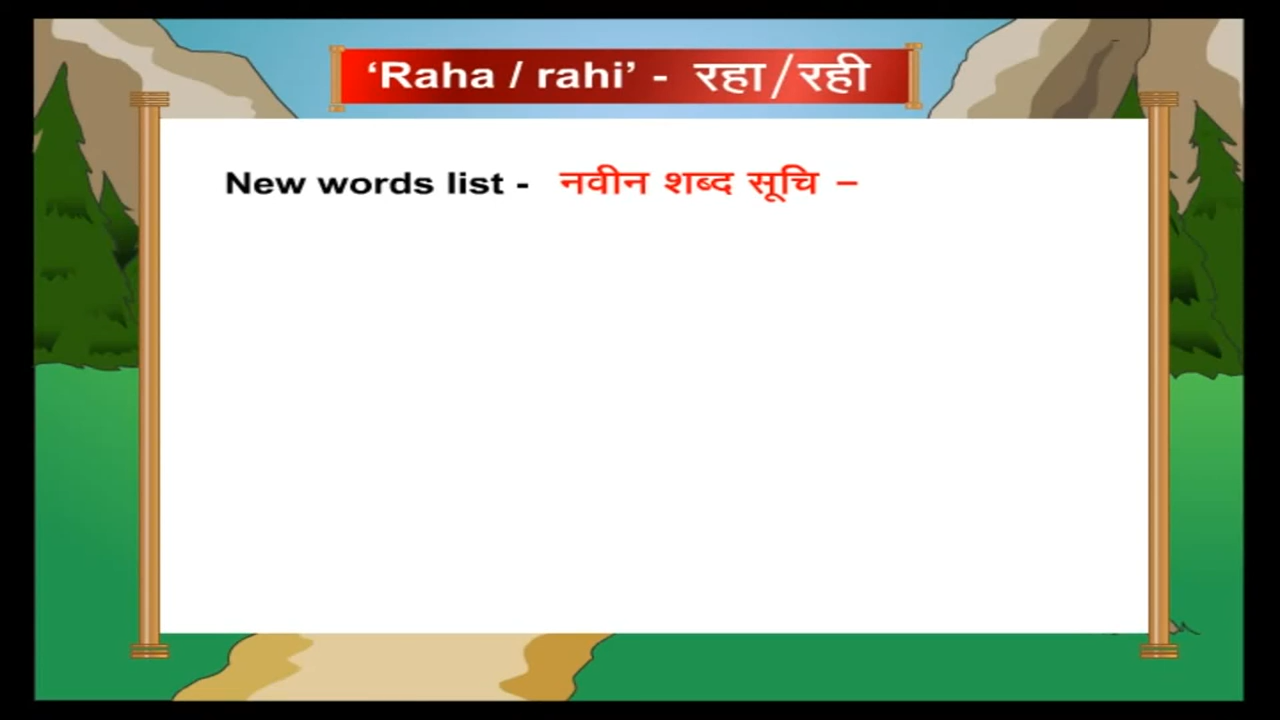 ‘Raha / rahi’ - रहा/रही
New words list - नवीन शब्द सूचि –